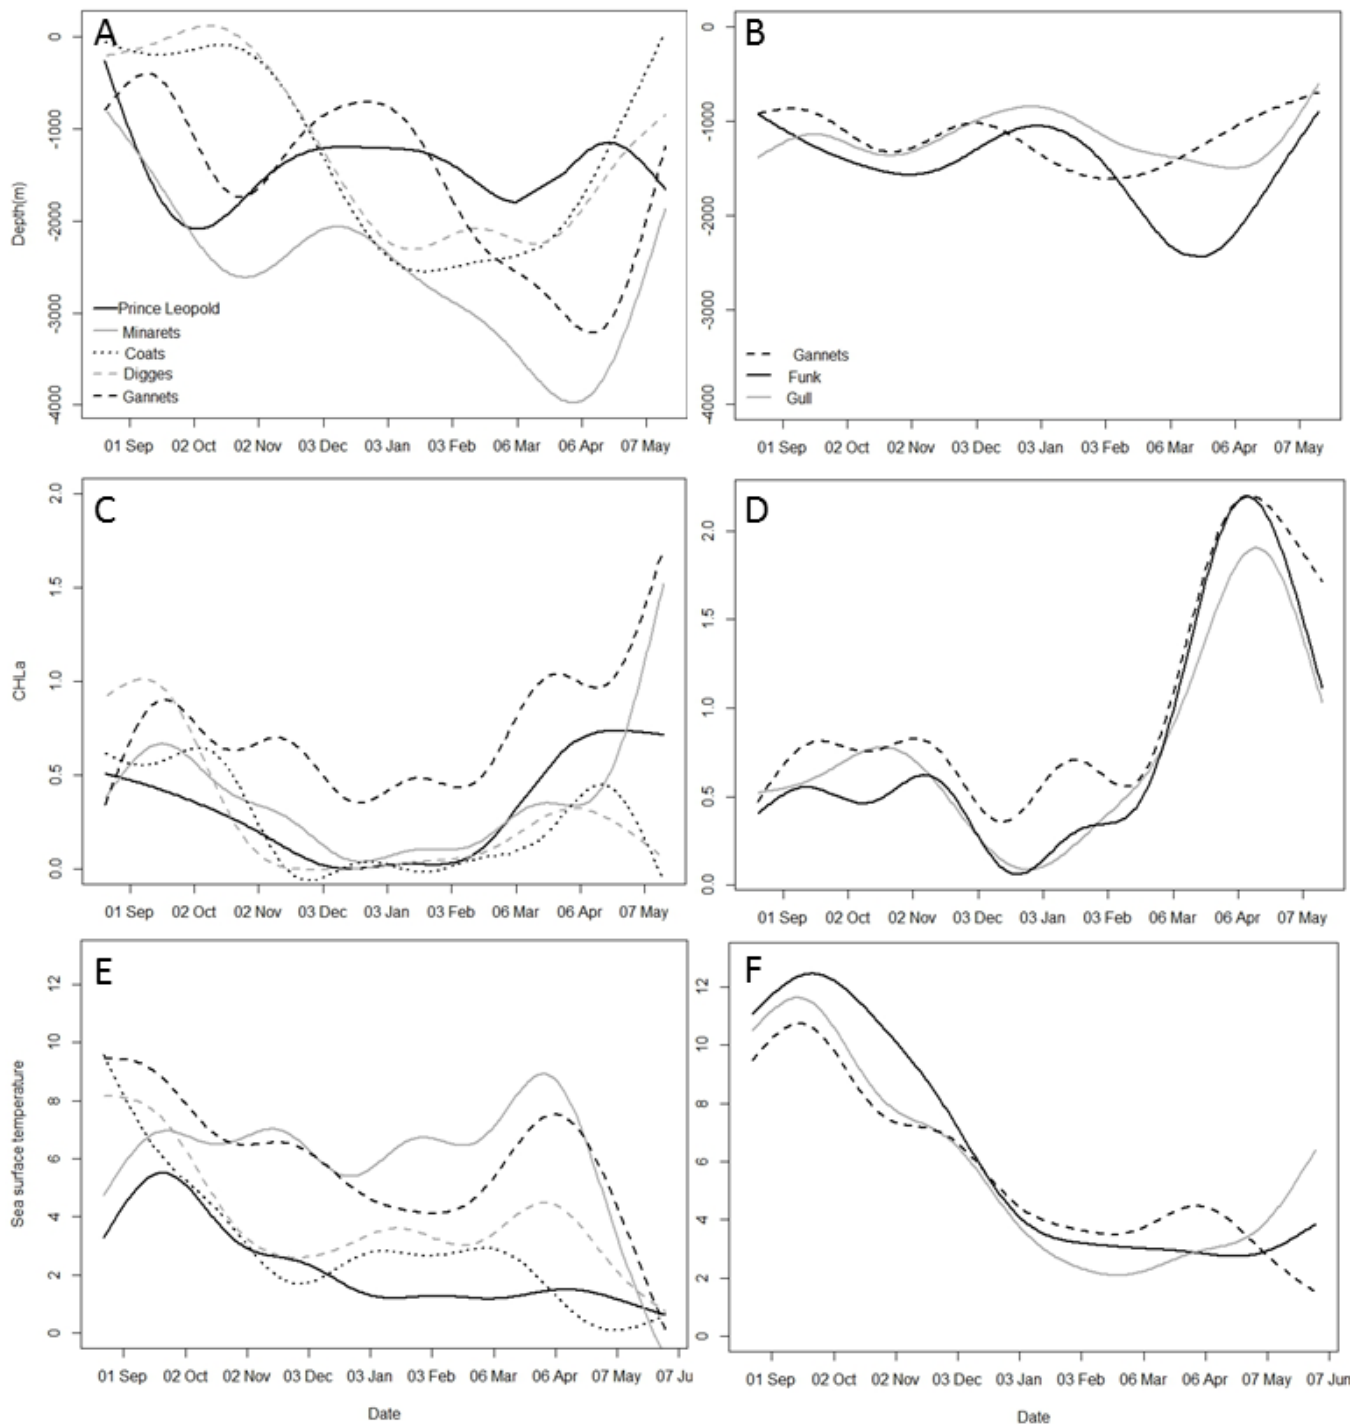 A
B
0
-1000
-2000
-3000
-4000
Depth(m)
Prince Leopold
Minarets
Coats
Digges
Gannets
01 Sep 02 Oct 02 Nov 03 Dec 03 Jan 03 Feb 06 Mar 06 Apr 07 May
0
-1000
-2000
-3000
-4000
Gannets
Funk
Gull
01 Sep 02 Oct 02 Nov 03 Dec 03 Jan 03 Feb 06 Mar 06 Apr 07 May
C
2.0
1.5
1.0
0.5
0.0
CHLa
01 Sep 02 Oct 02 Nov 03 Dec 03 Jan 03 Feb 06 Mar 06 Apr 07 May
D
2.0
1.5
1.0
0.5
0.0
01 Sep 02 Oct 02 Nov 03 Dec 03 Jan 03 Feb 06 Mar 06 Apr 07 May
E
12
10
8
6
4
2
0
Sea surface temperature
01 Sep 02 Oct 02 Nov 03 Dec 03 Jan 03 Feb 06 Mar 06 Apr 07 May 07 Ju
Date
F
12
10
8
6
4
2
0
01 Sep 02 Oct 02 Nov 03 Dec 03 Jan 03 Feb 06 Mar 06 Apr 07 May 07 Jun
Date